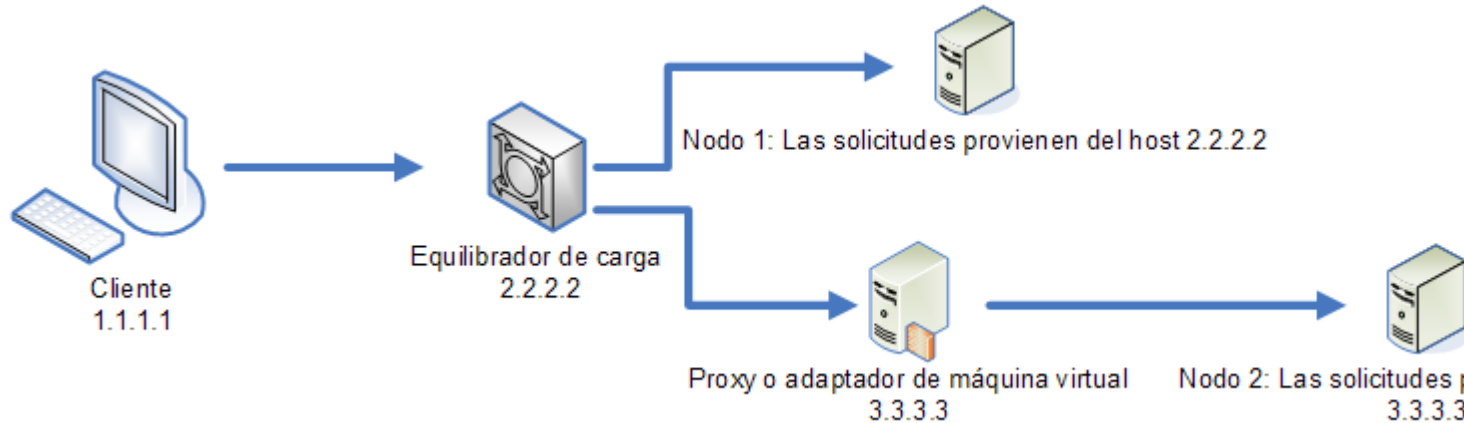 Nodo 1: Las solicitudes provienen del host 2.2.2.2
Equilibrador de carga
2.2.2.2
Cliente
1.1.1.1
Proxy o adaptador de máquina virtual
3.3.3.3
Nodo 2: Las solicitudes
3.3.3.3